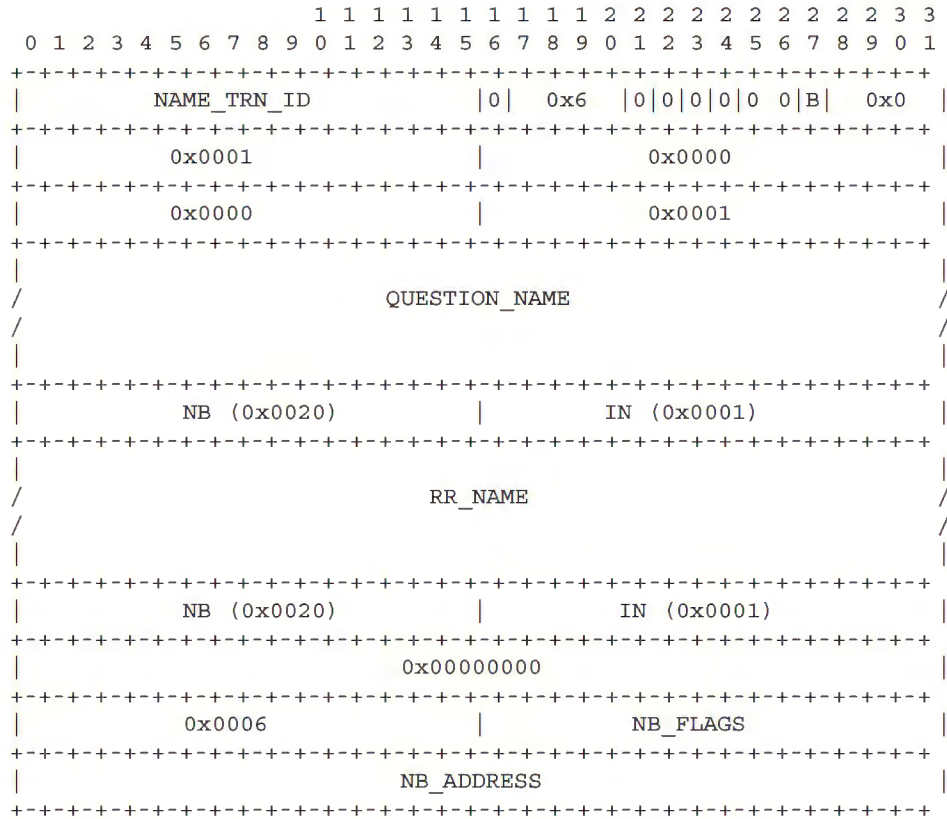 1 1 1 1 1 1 1 1 1 1 2 2 2 2 2 2 2 2 2 2 3 3
 0 1 2 3 4 5 6 7 8 9 0 1 2 3 4 5 6 7 8 9 0 1 2 3 4 5 6 7 8 9 0 1
+-+-+-+-+-+-+-+-+-+-+-+-+-+-+-+-+-+-+-+-+-+-+-+-+-+-+-+-+-+-+-+-+
|         NAME_TRN_ID           |0|  0x6  |0|0|0|0|0 0|B|  0x0  |
+-+-+-+-+-+-+-+-+-+-+-+-+-+-+-+-+-+-+-+-+-+-+-+-+-+-+-+-+-+-+-+-+
|          0x0001               |           0x0000              |
+-+-+-+-+-+-+-+-+-+-+-+-+-+-+-+-+-+-+-+-+-+-+-+-+-+-+-+-+-+-+-+-+
|          0x0000               |           0x0001              |
+-+-+-+-+-+-+-+-+-+-+-+-+-+-+-+-+-+-+-+-+-+-+-+-+-+-+-+-+-+-+-+-+
|                                                               |
/                         QUESTION_NAME                         /
/                                                               /
|                                                               |
+-+-+-+-+-+-+-+-+-+-+-+-+-+-+-+-+-+-+-+-+-+-+-+-+-+-+-+-+-+-+-+-+
|           NB (0x0020)         |        IN (0x0001)            |
+-+-+-+-+-+-+-+-+-+-+-+-+-+-+-+-+-+-+-+-+-+-+-+-+-+-+-+-+-+-+-+-+
|                                                               |
/                            RR_NAME                            /
/                                                               /
|                                                               |
+-+-+-+-+-+-+-+-+-+-+-+-+-+-+-+-+-+-+-+-+-+-+-+-+-+-+-+-+-+-+-+-+
|           NB (0x0020)         |         IN (0x0001)           |
+-+-+-+-+-+-+-+-+-+-+-+-+-+-+-+-+-+-+-+-+-+-+-+-+-+-+-+-+-+-+-+-+
|                          0x00000000                           |
+-+-+-+-+-+-+-+-+-+-+-+-+-+-+-+-+-+-+-+-+-+-+-+-+-+-+-+-+-+-+-+-+
|           0x0006              |          NB_FLAGS             |
+-+-+-+-+-+-+-+-+-+-+-+-+-+-+-+-+-+-+-+-+-+-+-+-+-+-+-+-+-+-+-+-+
|                          NB_ADDRESS                           |
+-+-+-+-+-+-+-+-+-+-+-+-+-+-+-+-+-+-+-+-+-+-+-+-+-+-+-+-+-+-+-+-+